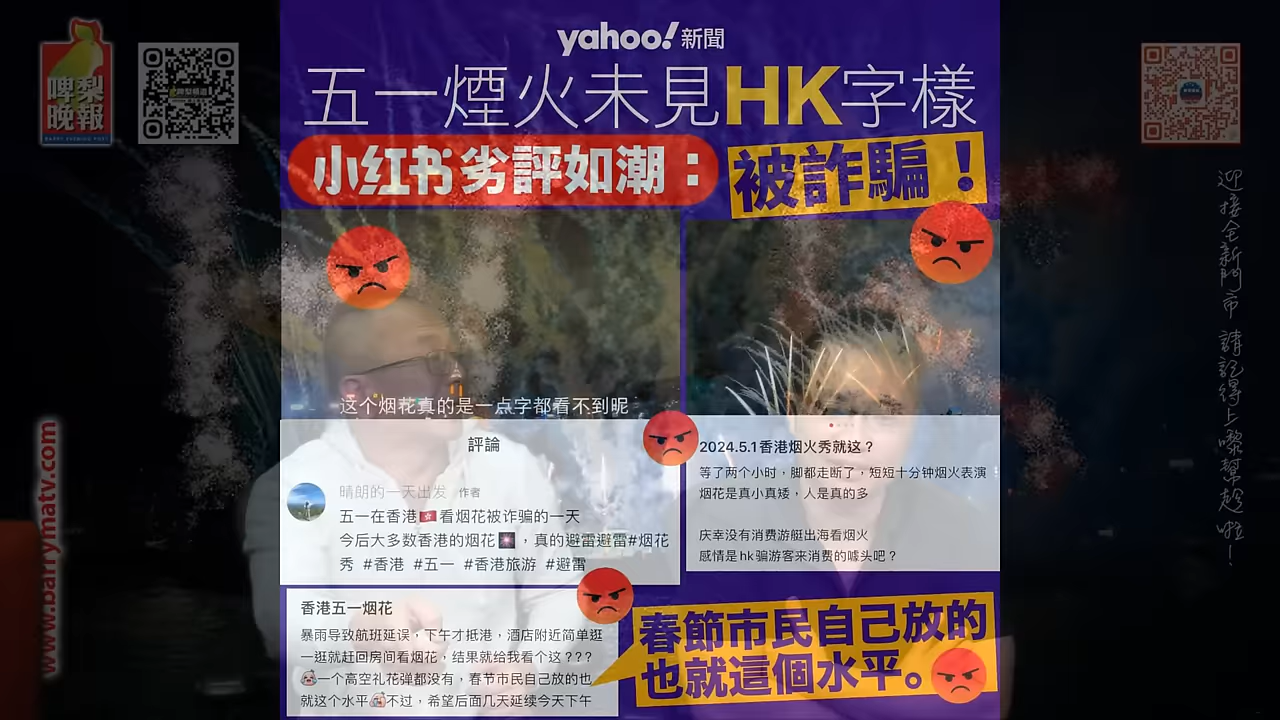 yahoo!新聞
五一煙火未見HK字樣
小红书劣評如潮：
被詐騙！
啤梨晚報
BARRY EVENING POST
啤梨頻道
迎接全新門市 請記得上嚟幫趁啦！
www.barrymatv.com
这个烟花真的是一点字都看不到昵
評論
晴朗的一天出发 作者
五一在香港🇭🇰看烟花被诈骗的一天
今后大多数香港的烟花🎆，真的避雷避雷#烟花
秀 #香港 #五一 #香港旅游 #避雷
2024.5.1香港烟火秀就这？
等了两个小时，脚都走断了，短短十分钟烟火表演
烟花是真小真矮，人是真的多
庆幸没有消费游艇出海看烟火
感情是hk骗游客来消费的噱头吧？
香港五一烟花
暴雨导致航班延误，下午才抵港，酒店附近简单逛
一逛就赶回房间看烟花，结果就给我看个这？？？
一个高空礼花弹都没有，春节市民自己放的也
就这个水平 不过，希望后面几天延续今天下午
春節市民自己放的
也就這個水平。